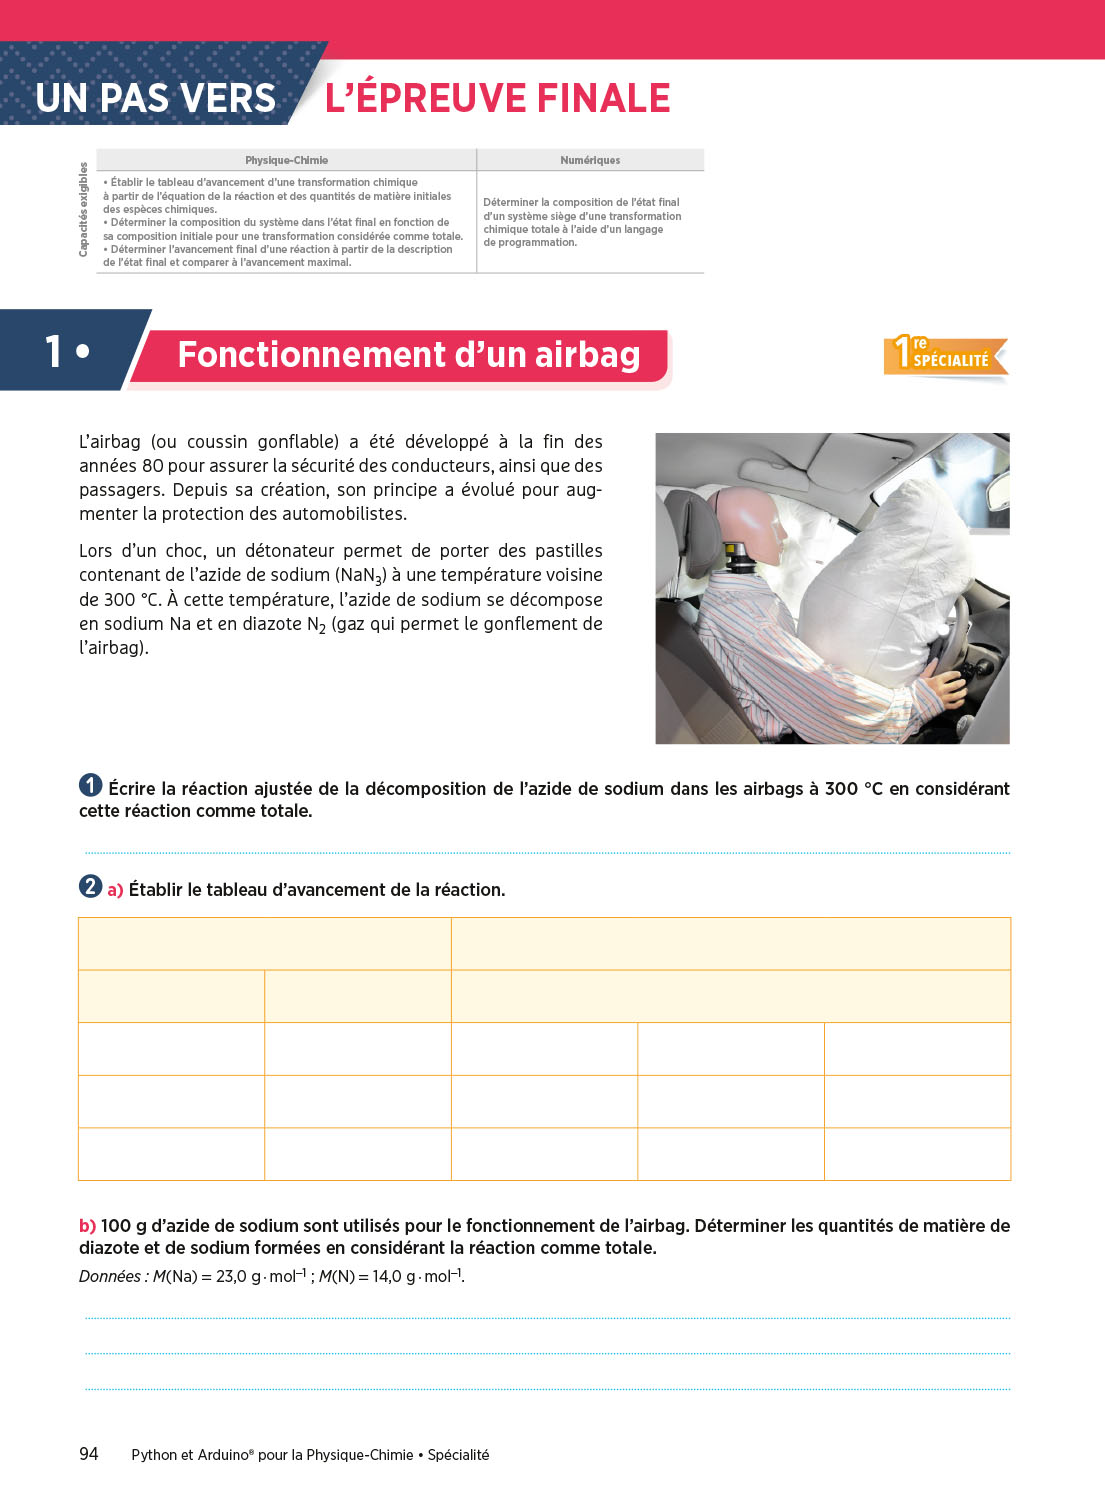 UN PAS VERS L'ÉPREUVE FINALE
Capacités exigibles
Physique-Chimie
• Établir le tableau d'avancement d'une transformation chimique
à partir de l'équation de la réaction et des quantités de matière initiales
des espèces chimiques.
• Déterminer la composition du système dans l'état final en fonction de
sa composition initiale pour une transformation considérée comme totale.
• Déterminer l'avancement final d'une réaction à partir de la description
de l'état final et comparer à l'avancement maximal.
Numériques
Déterminer la composition de l'état final
d'un système siège d'une transformation
chimique totale à l'aide d'un langage
de programmation.
1 • Fonctionnement d'un airbag
1re SPÉCIALITÉ
L'airbag (ou coussin gonflable) a été développé à la fin des
années 80 pour assurer la sécurité des conducteurs, ainsi que des
passagers. Depuis sa création, son principe a évolué pour aug-
menter la protection des automobilistes.
Lors d'un choc, un détonateur permet de porter des pastilles
contenant de l'azide de sodium (NaN₃) à une température voisine
de 300 °C. À cette température, l'azide de sodium se décompose
en sodium Na et en diazote N₂ (gaz qui permet le gonflement de
l'airbag).
1 Écrire la réaction ajustée de la décomposition de l'azide de sodium dans les airbags à 300 °C en considérant
cette réaction comme totale.
2 a) Établir le tableau d'avancement de la réaction.
b) 100 g d'azide de sodium sont utilisés pour le fonctionnement de l'airbag. Déterminer les quantités de matière de
diazote et de sodium formées en considérant la réaction comme totale.
Données : M(Na) = 23,0 g · mol⁻¹ ; M(N) = 14,0 g · mol⁻¹.
94 Python et Arduino® pour la Physique-Chimie • Spécialité